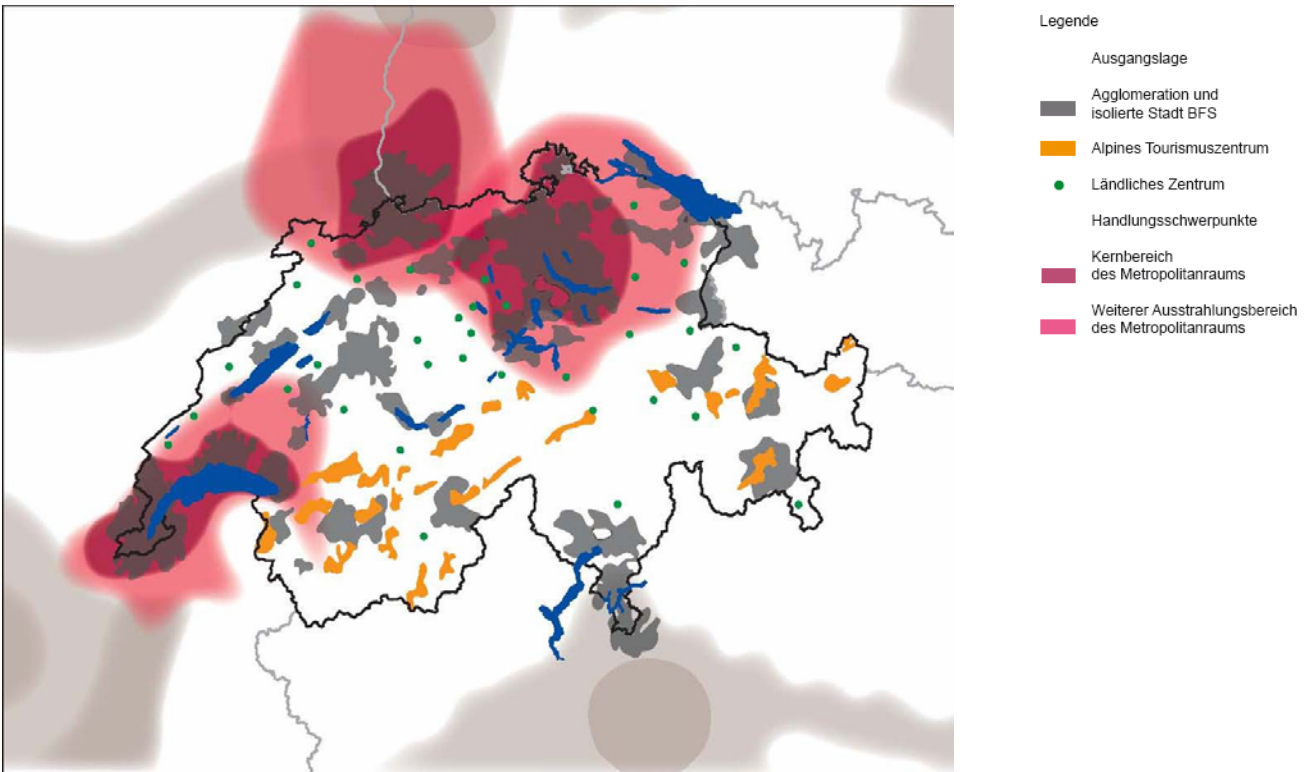 Legende
Ausgangslage
Agglomeration und
isolierte Stadt BFS
Alpines Tourismuszentrum
Ländliches Zentrum
Handlungsschwerpunkte
Kernbereich
des Metropolitanraums
Weiterer Ausstrahlungsbereich
des Metropolitanraums